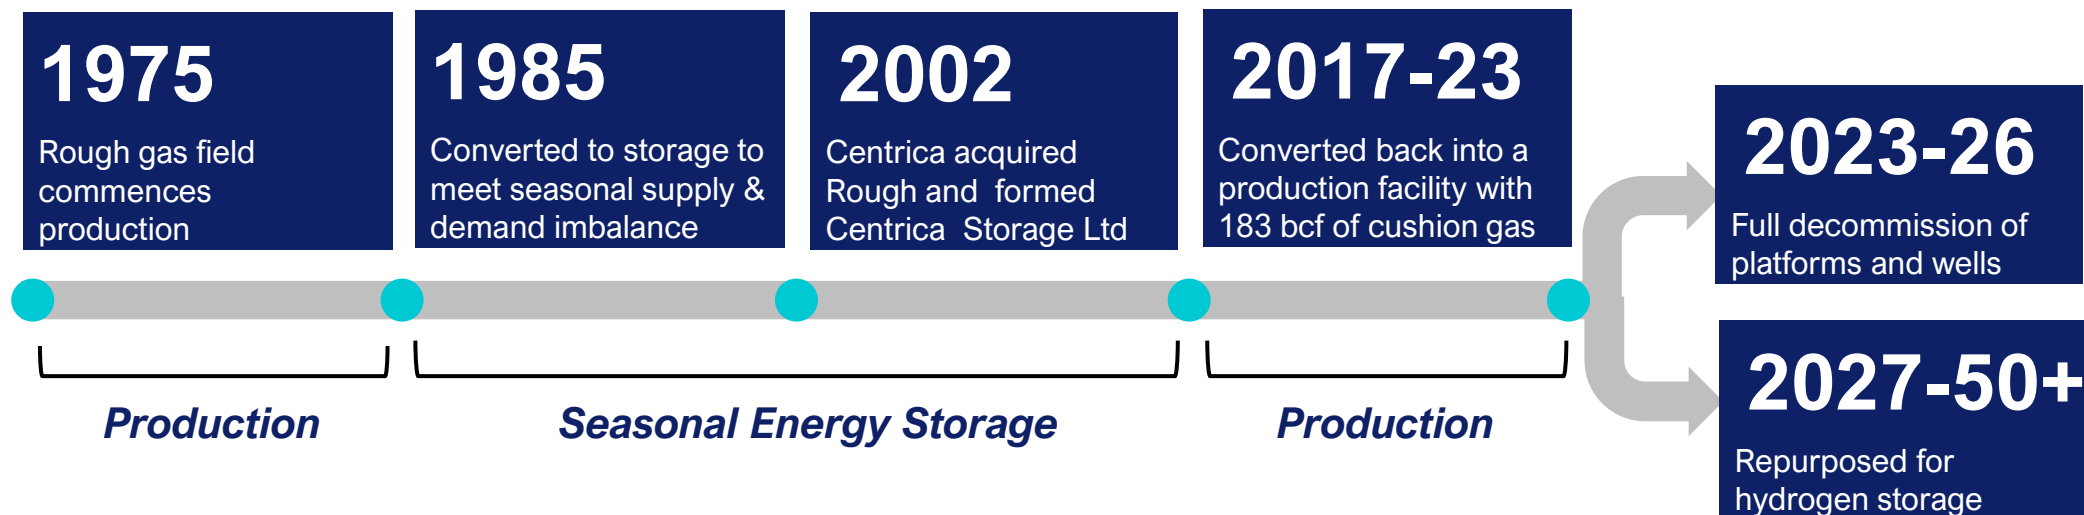 1975
Rough gas field
commences
production
1985
Converted to storage to
meet seasonal supply &
demand imbalance
2002
Centrica acquired
Rough and  formed
Centrica  Storage Ltd
2017-23
Converted back into a
production facility with
183 bcf of cushion gas
2023-26
Full decommission of
platforms and wells
2027-50+
Repurposed for
hydrogen storage
Production
Seasonal Energy Storage
Production